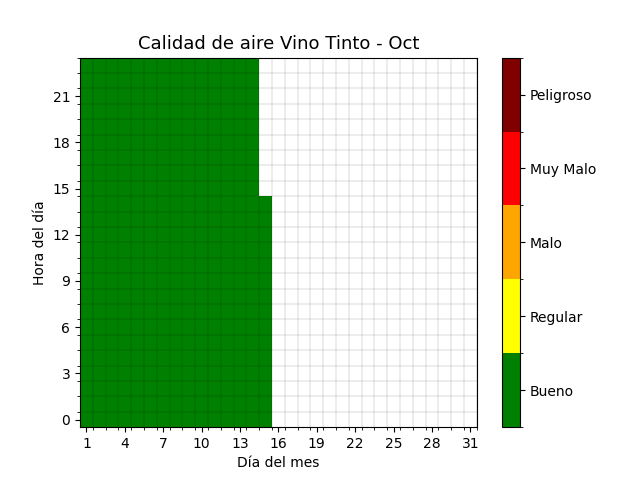 Calidad de aire Vino Tinto - Oct
Hora del día
21
18
15
12
9
6
3
0
1 4 7 10 13 16 19 22 25 28 31
Día del mes
Peligroso
Muy Malo
Malo
Regular
Bueno